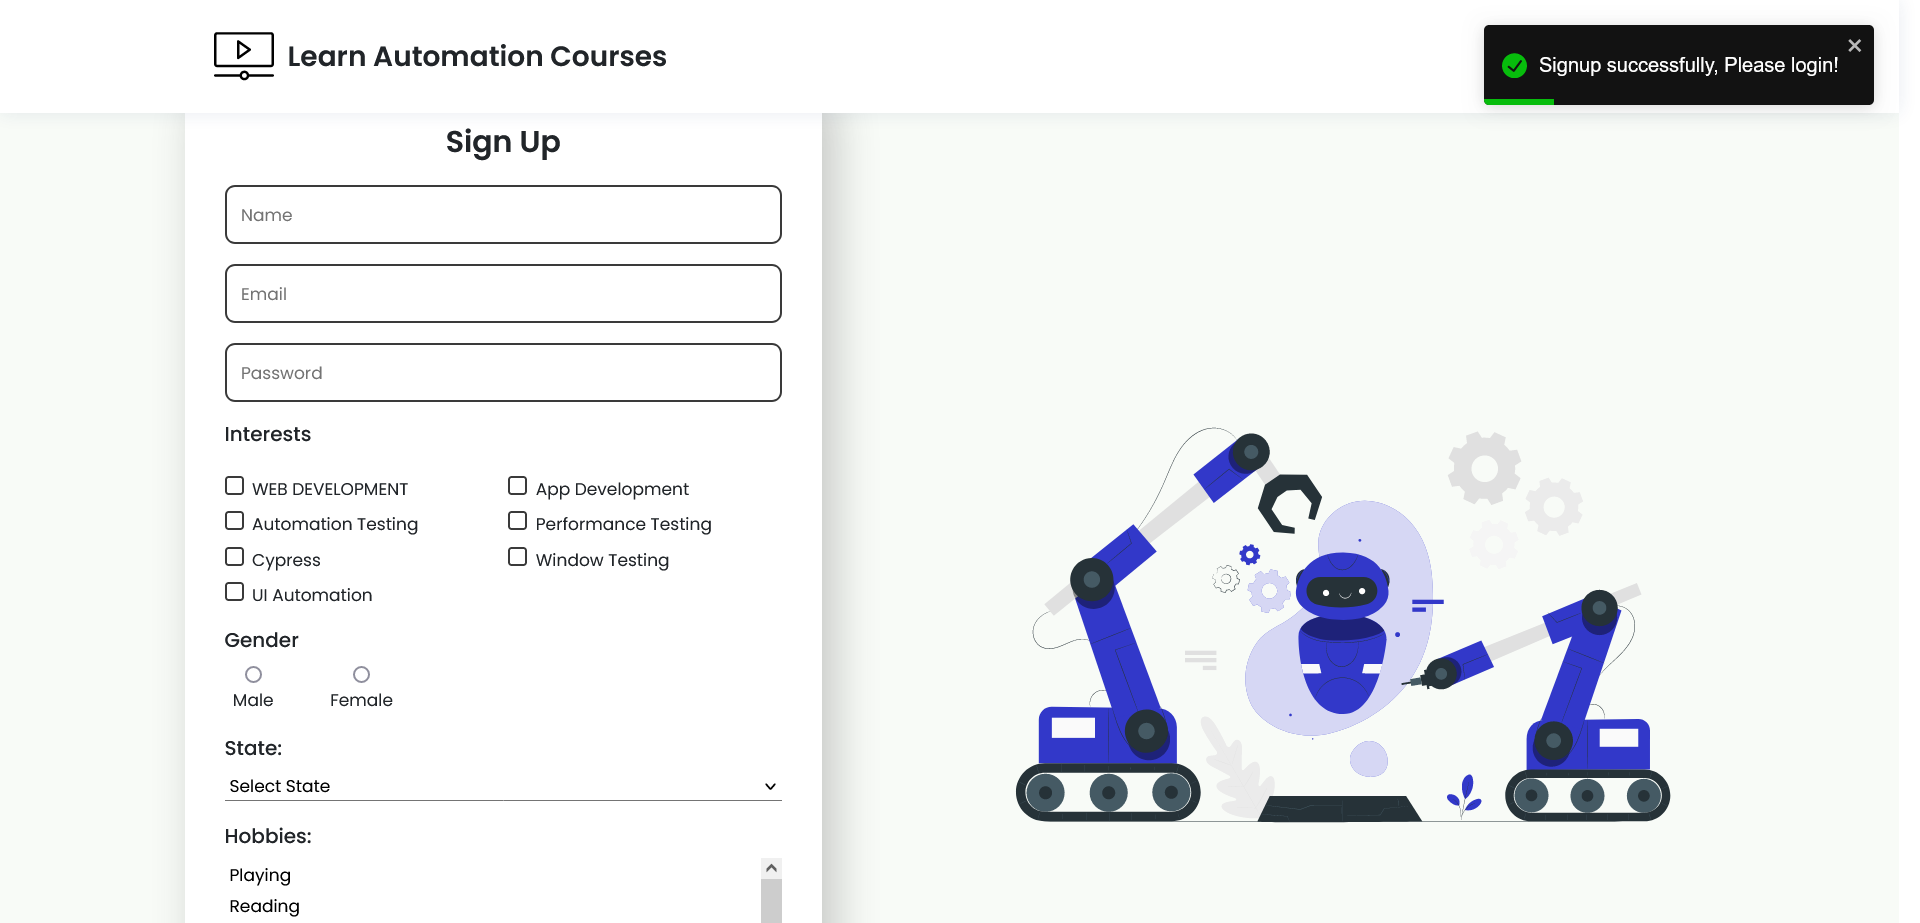 Learn Automation Courses
Signup successfully, Please login!
Sign Up
Name
Email
Password
Interests
WEB DEVELOPMENT
App Development
Automation Testing
Performance Testing
Cypress
Window Testing
UI Automation
Gender
Male
Female
State:
Select State
Hobbies:
Playing
Reading